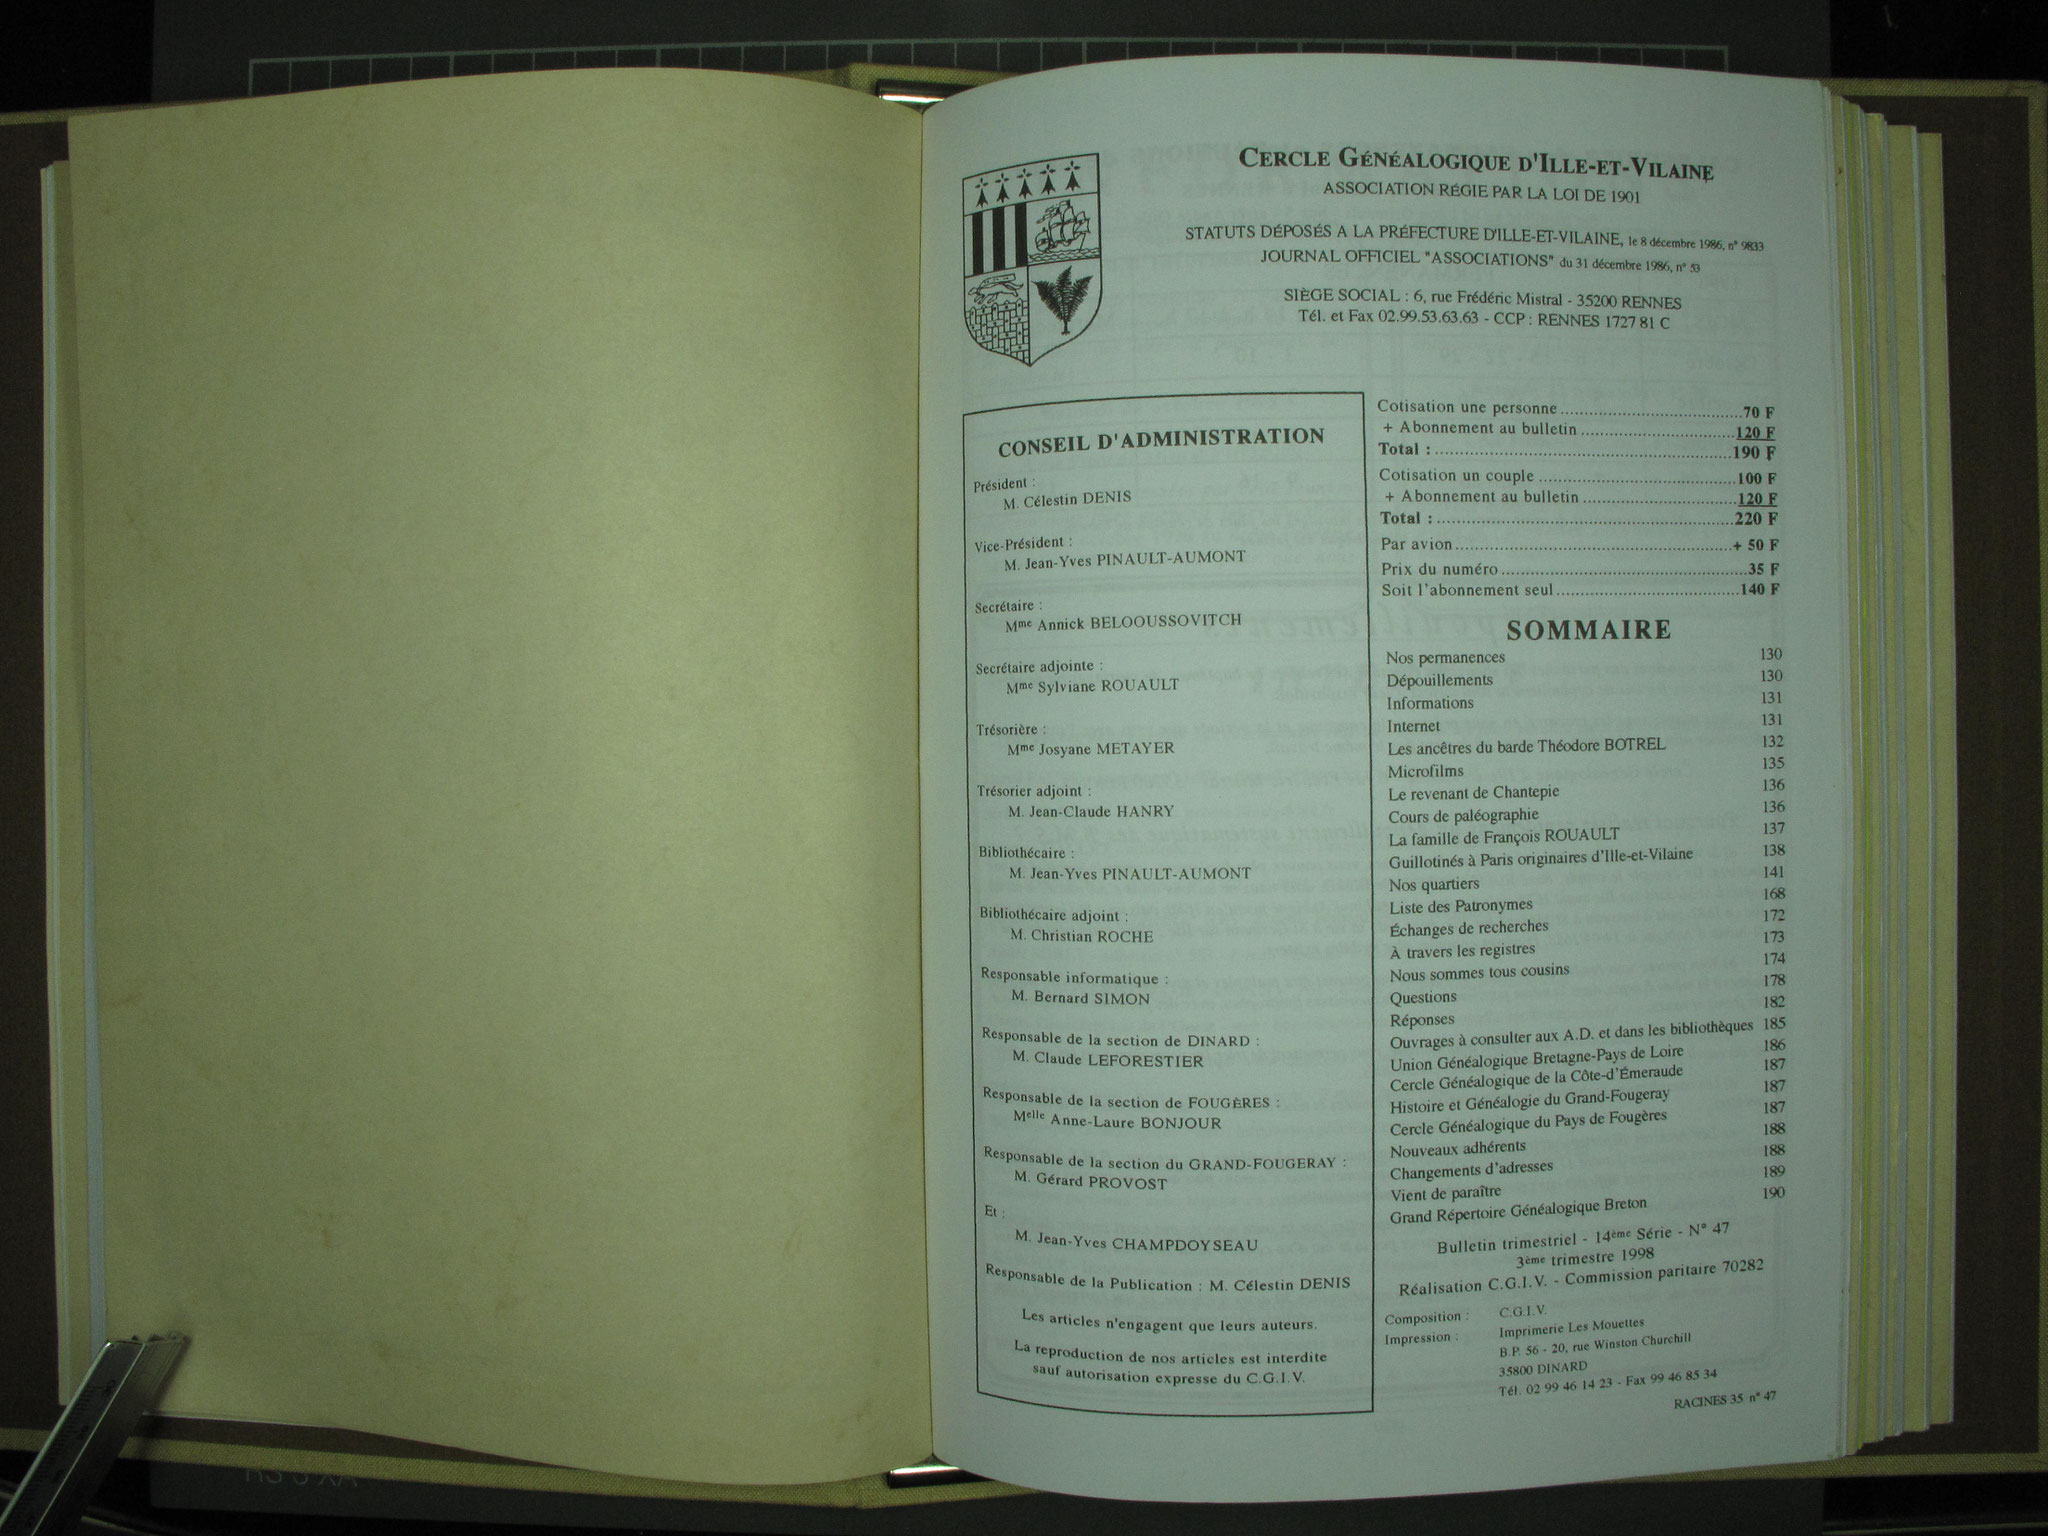 CERCLE GÉNÉALOGIQUE D'ILLE-ET-VILAINE
ASSOCIATION RÉGIE PAR LA LOI DE 1901
STATUTS DÉPOSÉS A LA PRÉFECTURE D'ILLE-ET-VILAINE, le 8 décembre 1986, n° 9833
JOURNAL OFFICIEL "ASSOCIATIONS" du 31 décembre 1986, n° 53
SIÈGE SOCIAL : 6, rue Frédéric Mistral - 35200 RENNES
Tél. et Fax 02.99.53.63.63 - CCP : RENNES 1727 81 C
CONSEIL D'ADMINISTRATION
Président :
M. Célestin DENIS
Vice-Président :
M. Jean-Yves PINAULT-AUMONT
Secrétaire :
Mme Annick BELOOUSSOVITCH
Secrétaire adjointe :
Mme Sylviane ROUAULT
Trésorière :
Mme Josyane METAYER
Trésorier adjoint :
M. Jean-Claude HANRY
Bibliothécaire :
M. Jean-Yves PINAULT-AUMONT
Bibliothécaire adjoint :
M. Christian ROCHE
Responsable informatique :
M. Bernard SIMON
Responsable de la section de DINARD :
M. Claude LEFORESTIER
Responsable de la section de FOUGÈRES :
Melle Anne-Laure BONJOUR
Responsable de la section du GRAND-FOUGERAY :
M. Gérard PROVOST
Et :
M. Jean-Yves CHAMPDOYSEAU
Responsable de la Publication : M. Célestin DENIS
Les articles n'engagent que leurs auteurs.
La reproduction de nos articles est interdite
sauf autorisation expresse du C.G.I.V.
Cotisation une personne ........ 70 F
+ Abonnement au bulletin ........ 120 F
Total : ........ 190 F
Cotisation un couple ........ 100 F
+ Abonnement au bulletin ........ 120 F
Total : ........ 220 F
Par avion ........ + 50 F
Prix du numéro ........ 35 F
Soit l'abonnement seul ........ 140 F
SOMMAIRE
Nos permanences 130
Dépouillements 130
Informations 131
Internet 131
Les ancêtres du barde Théodore BOTREL 132
Microfilms 135
Le revenant de Chantepie 136
Cours de paléographie 136
La famille de François ROUAULT 137
Guillotinés à Paris originaires d'Ille-et-Vilaine 138
Nos quartiers 141
Liste des Patronymes 168
Échanges de recherches 172
À travers les registres 173
Nous sommes tous cousins 174
Questions 178
Réponses 182
Ouvrages à consulter aux A.D. et dans les bibliothèques 185
Union Généalogique Bretagne-Pays de Loire 186
Cercle Généalogique de la Côte-d'Émeraude 187
Histoire et Généalogie du Grand-Fougeray 187
Cercle Généalogique du Pays de Fougères 187
Nouveaux adhérents 188
Changements d'adresses 188
Vient de paraître 189
Grand Répertoire Généalogique Breton 190
Bulletin trimestriel - 14ème Série - N° 47
3ème trimestre 1998
Réalisation C.G.I.V. - Commission paritaire 70282
Composition : C.G.I.V.
Impression : Imprimerie Les Mouettes
B.P. 56 - 20, rue Winston Churchill
35800 DINARD
Tél. 02 99 46 14 23 - Fax 99 46 85 34
RACINES 35 n° 47